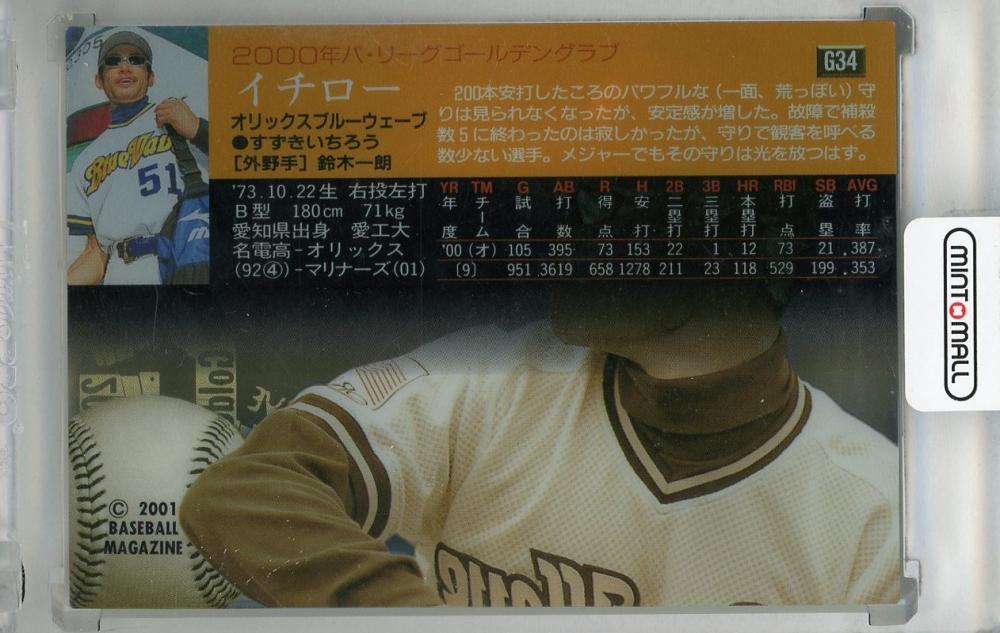 2000年パ・リーグゴールデングラブ
G34
イチロー
オリックスブルーウェーブ
●すずきいちろう
[外野手] 鈴木一朗
200本安打したころのパワフルな(一面、荒っぽい)守
りは見られなくなったが、安定感が増した。故障で補殺
数5に終わったのは寂しかったが、守りで観客を呼べる
数少ない選手。メジャーでもその守りは光を放つはず。
'73.10.22生 右投左打
B型 180cm 71kg
愛知県出身 愛工大
名電高-オリックス
(92④)-マリナーズ(01)
YR TM G AB R H 2B 3B HR RBI SB AVG
年度 チーム 試合 打数 得点 安打 二塁打 三塁打 本塁打 打点 盗塁 打率
'00 (オ) 105 395 73 153 22 1 12 73 21 .387
(9) 951 3619 658 1278 211 23 118 529 199 .353
BlueWave
51
© 2001
BASEBALL
MAGAZINE
MINT MALL